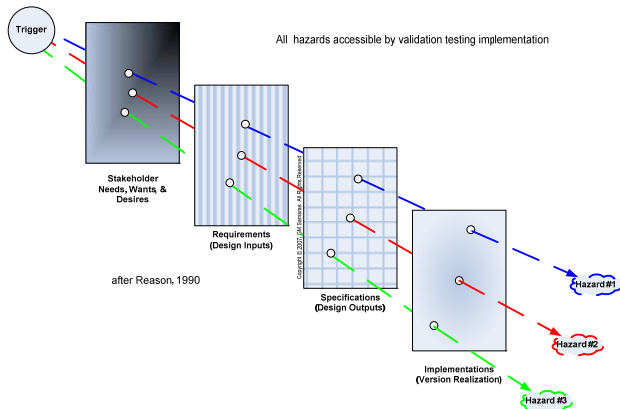 Trigger
All hazards accessible by validation testing implementation
Stakeholder
Needs, Wants, &
Desires
Requirements
(Design Inputs)
Copyright © 2007, GM Samaras. All Rights Reserved
after Reason, 1990
Specifications
(Design Outputs)
Implementations
(Version Realization)
Hazard #1
Hazard #2
Hazard #3